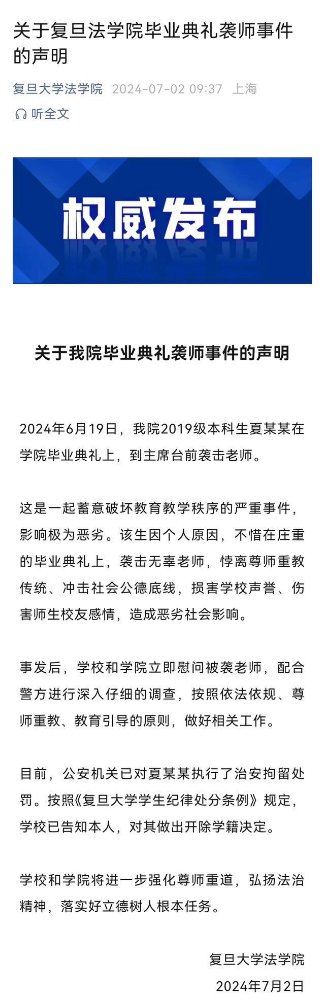 关于复旦法学院毕业典礼袭师事件
的声明
复旦大学法学院 2024-07-02 09:37 上海
听全文
权威发布
关于我院毕业典礼袭师事件的声明
2024年6月19日，我院2019级本科生夏某某在
学院毕业典礼上，到主席台前袭击老师。
这是一起蓄意破坏教育教学秩序的严重事件，
影响极为恶劣。该生因个人原因，不惜在庄重
的毕业典礼上，袭击无辜老师，悖离尊师重教
传统、冲击社会公德底线，损害学校声誉、伤
害师生校友感情，造成恶劣社会影响。
事发后，学校和学院立即慰问被袭老师，配合
警方进行深入仔细的调查，按照依法依规、尊
师重教、教育引导的原则，做好相关工作。
目前，公安机关已对夏某某执行了治安拘留处
罚。按照《复旦大学学生纪律处分条例》规定，
学校已告知本人，对其做出开除学籍决定。
学校和学院将进一步强化尊师重道，弘扬法治
精神，落实好立德树人根本任务。
复旦大学法学院
2024年7月2日